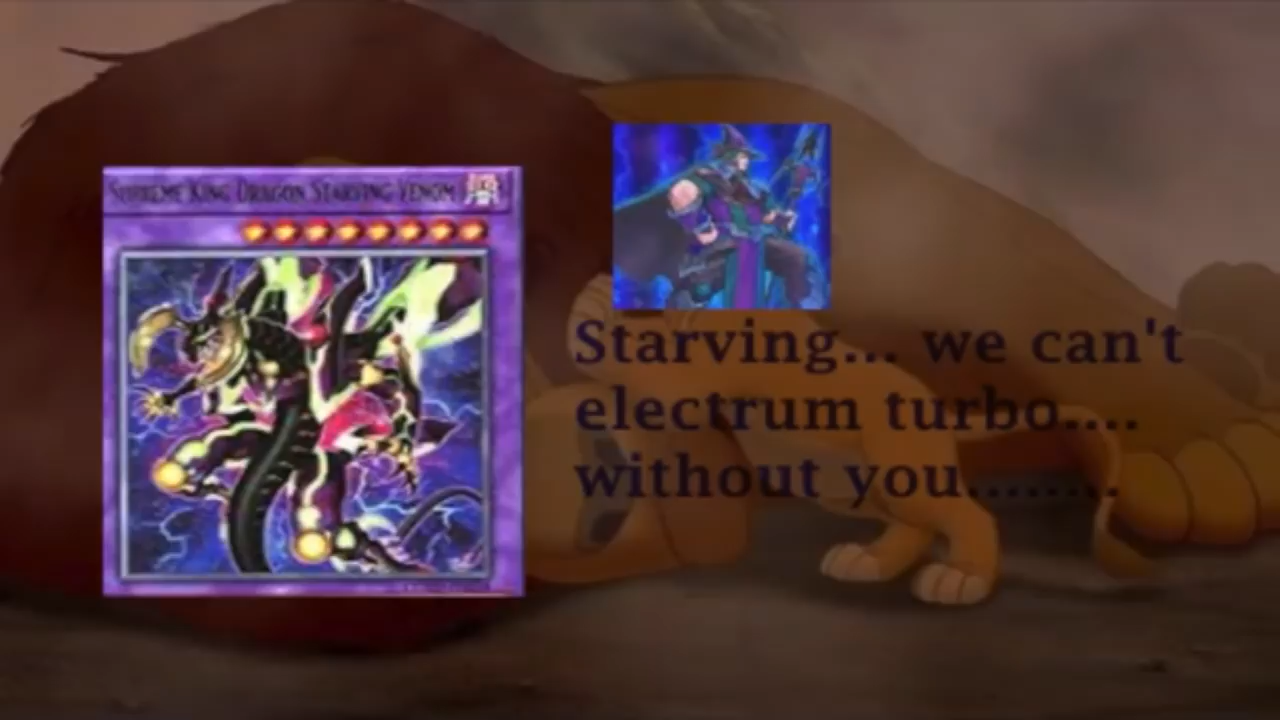 SUPREME KING DRAGON STARVING VENOM
Starving... we can't
electrum turbo....
without you........